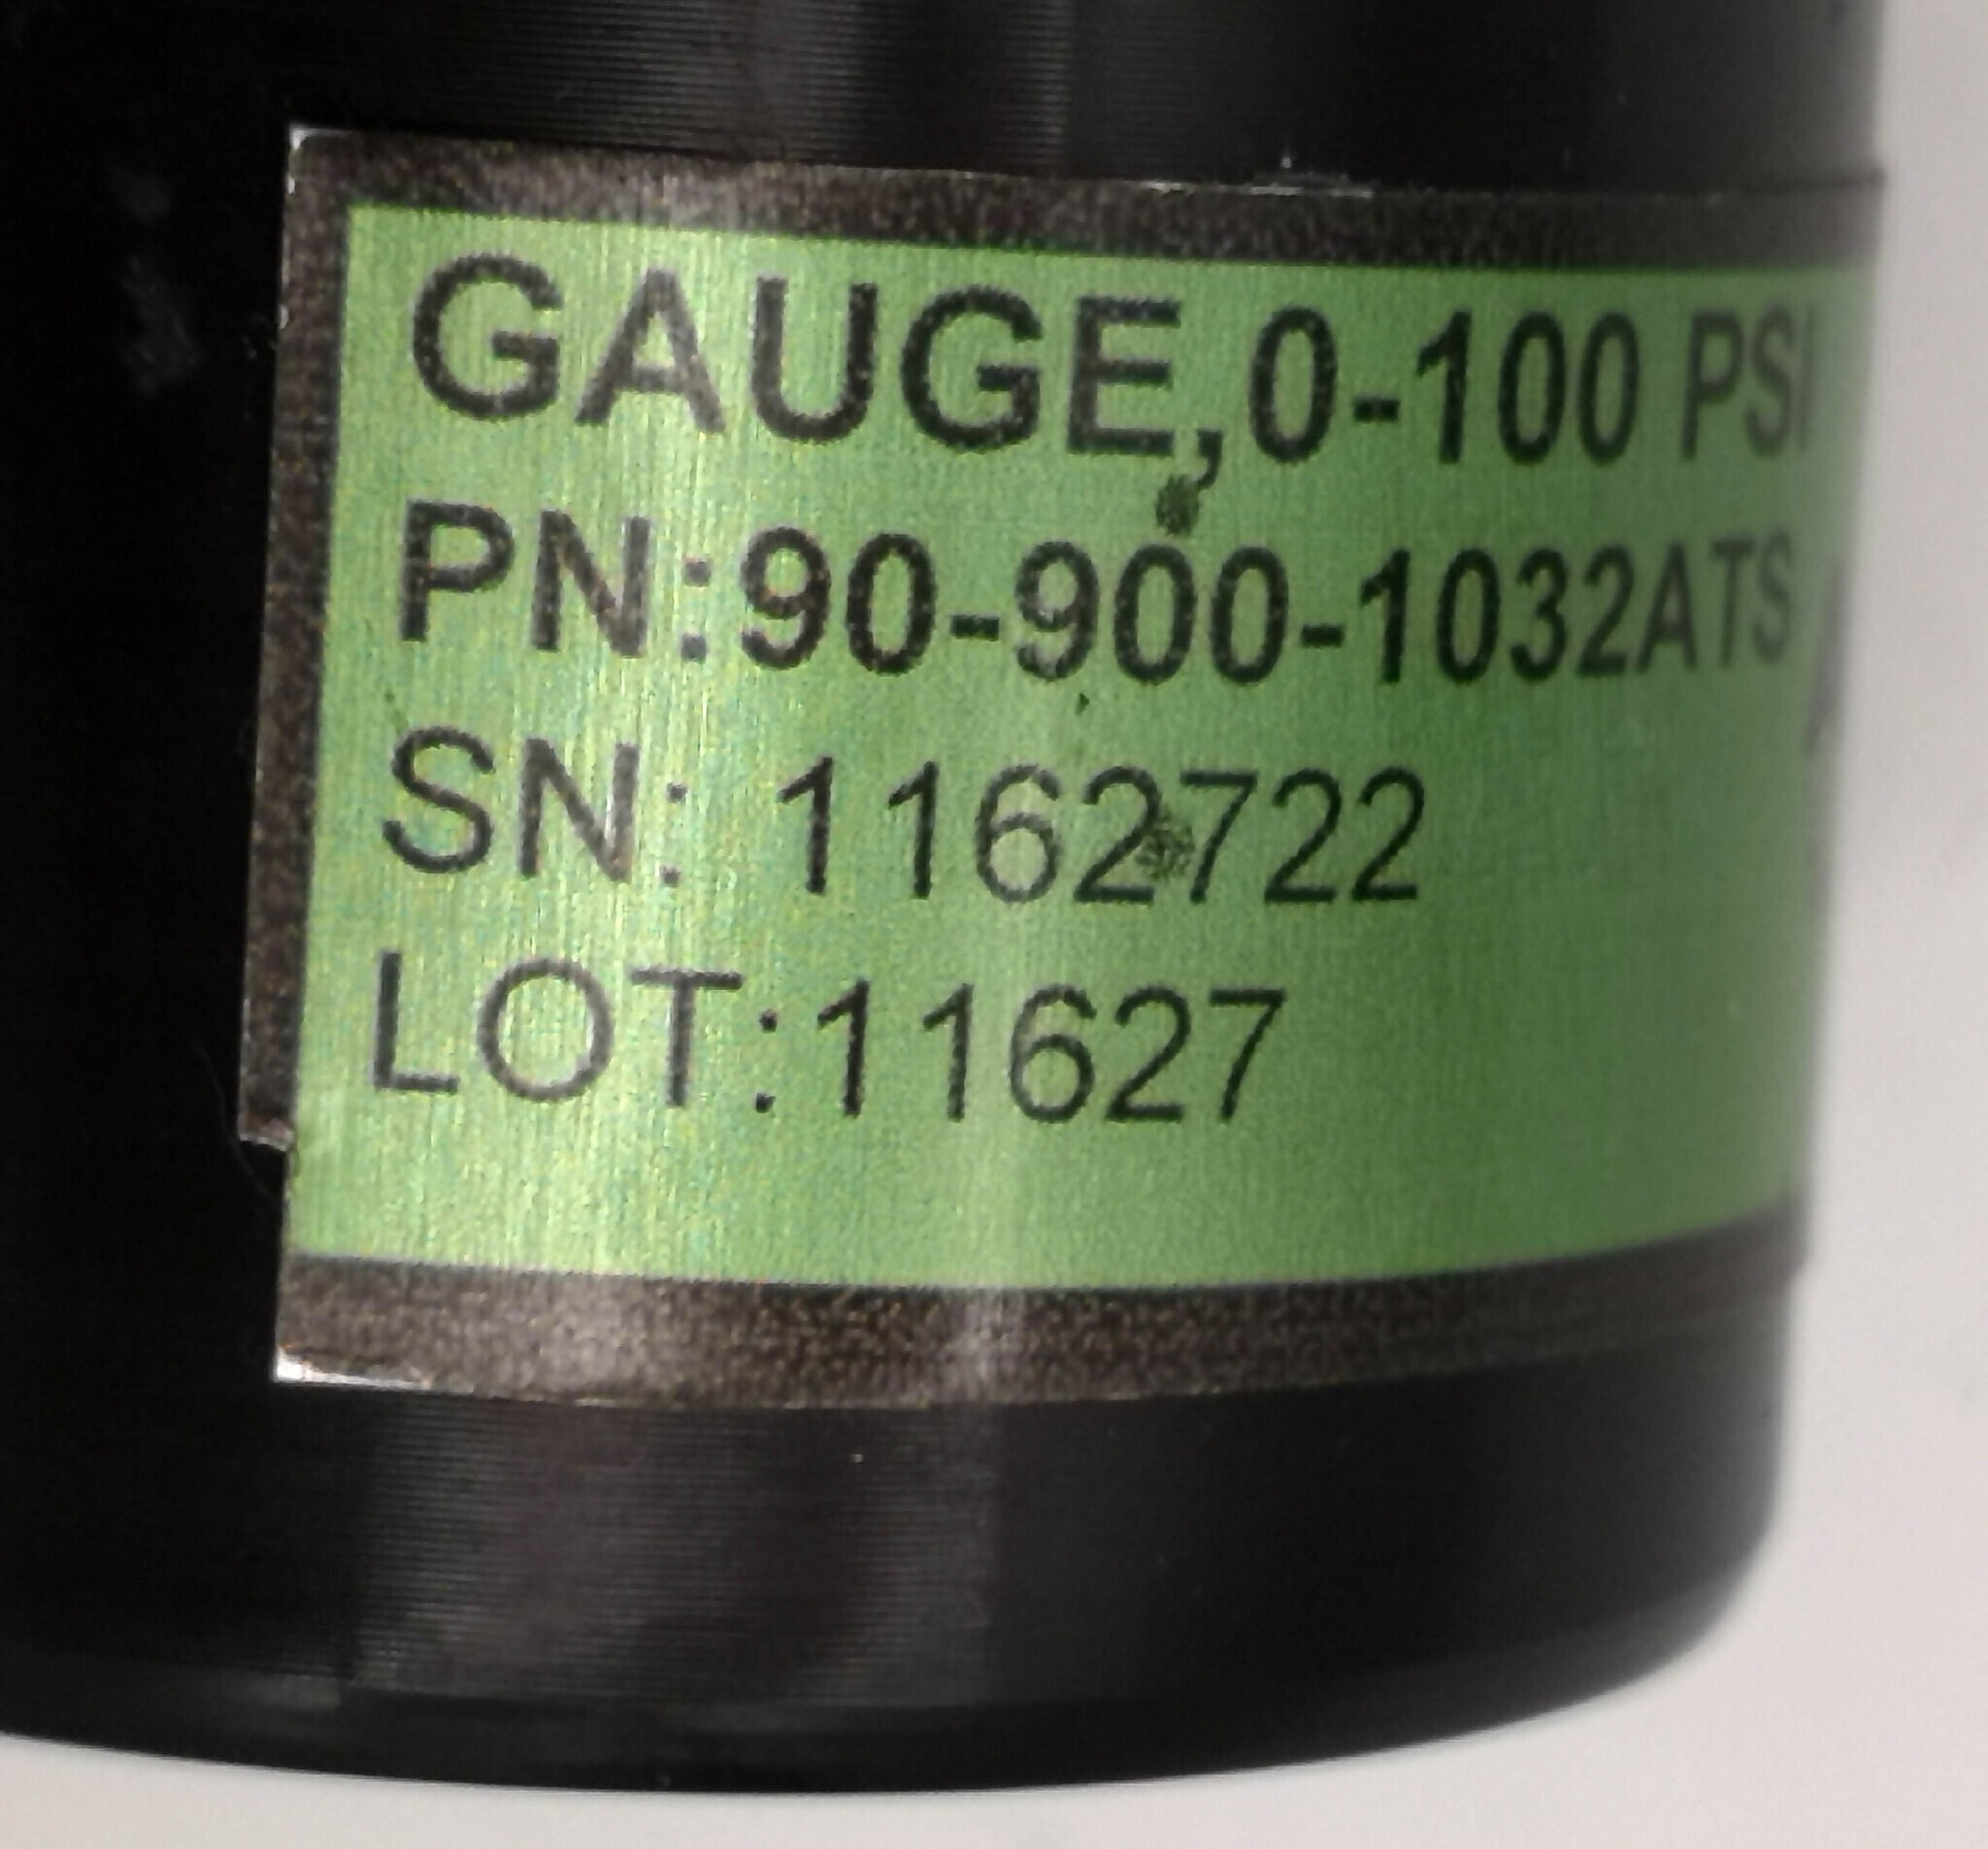 GAUGE,0-100 PSI
PN:90-900-1032ATS
SN: 1162722
LOT:11627